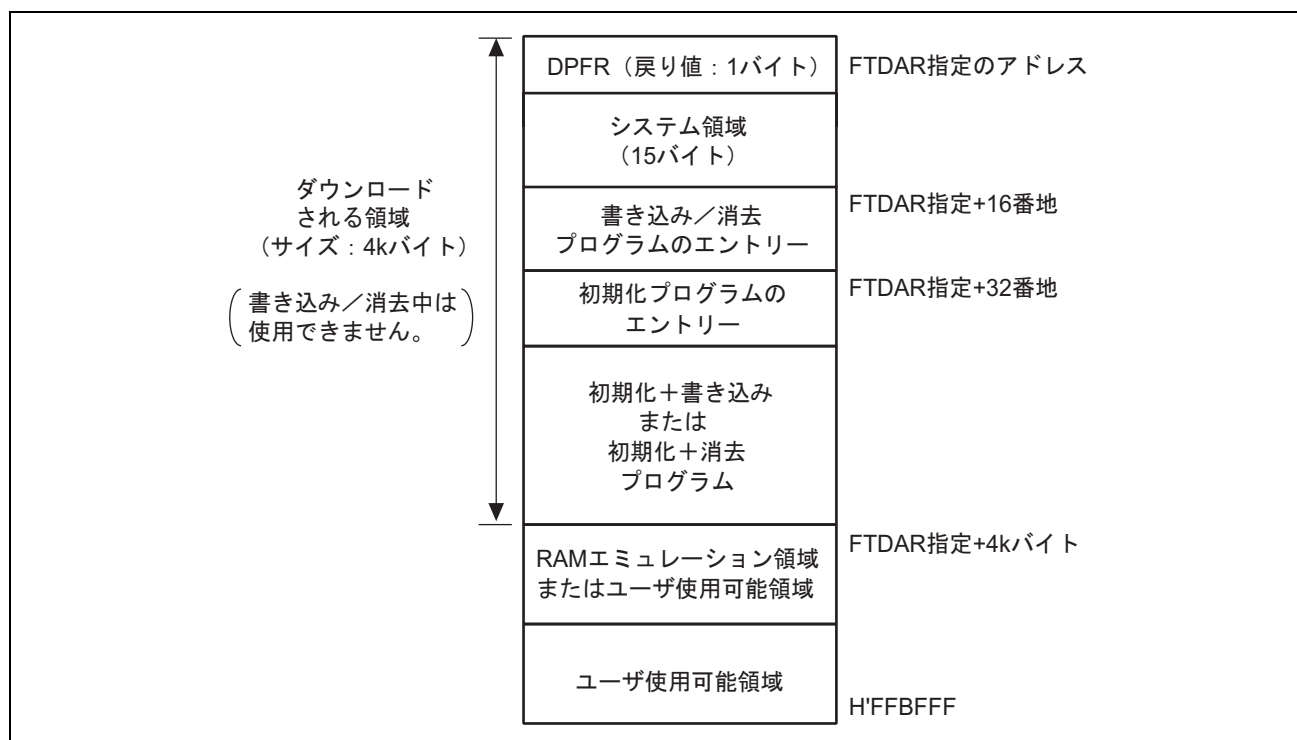 DPFR（戻り値：1バイト）
FTDAR指定のアドレス
システム領域
（15バイト）
ダウンロード
される領域
（サイズ：4kバイト）
書き込み／消去中は
使用できません。
書き込み／消去
プログラムのエントリー
FTDAR指定+16番地
初期化プログラムの
エントリー
FTDAR指定+32番地
初期化＋書き込み
または
初期化＋消去
プログラム
RAMエミュレーション領域
またはユーザ使用可能領域
FTDAR指定+4kバイト
ユーザ使用可能領域
H'FFBFFF